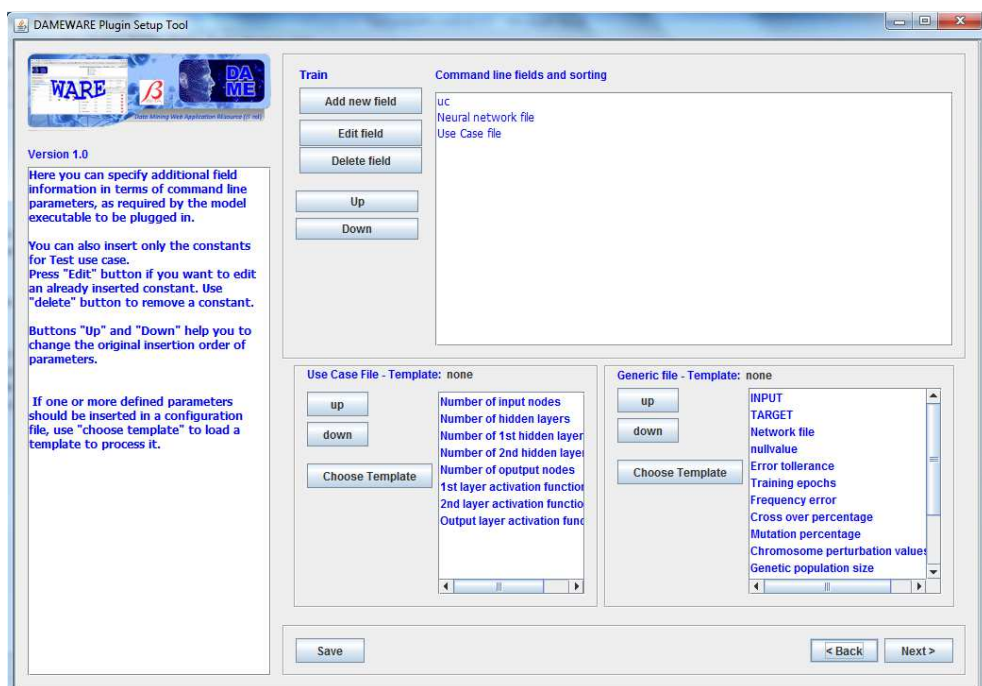 DAMEWARE Plugin Setup Tool
WARE
β
DA
ME
Data Mining Web Application REsource
Version 1.0
Here you can specify additional field
information in terms of command line
parameters, as required by the model
executable to be plugged in.
You can also insert only the constants
for Test use case.
Press "Edit" button if you want to edit
an already inserted constant. Use
"delete" button to remove a constant.
Buttons "Up" and "Down" help you to
change the original insertion order of
parameters.
If one or more defined parameters
should be inserted in a configuration
file, use "choose template" to load a
template to process it.
Train
Command line fields and sorting
Add new field
Edit field
Delete field
Up
Down
uc
Neural network file
Use Case file
Use Case File - Template: none
up
down
Choose Template
Number of input nodes
Number of hidden layers
Number of 1st hidden layer
Number of 2nd hidden laye
Number of oputput nodes
1st layer activation function
2nd layer activation functio
Output layer activation func
Generic file - Template: none
up
down
Choose Template
INPUT
TARGET
Network file
nullvalue
Error tollerance
Training epochs
Frequency error
Cross over percentage
Mutation percentage
Chromosome perturbation values
Genetic population size
Save
< Back
Next >